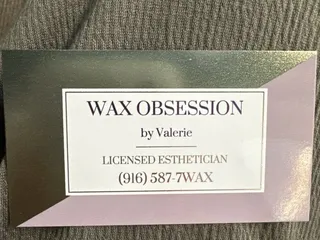 WAX OBSESSION
by Valerie
LICENSED ESTHETICIAN
(916) 587-7WAX